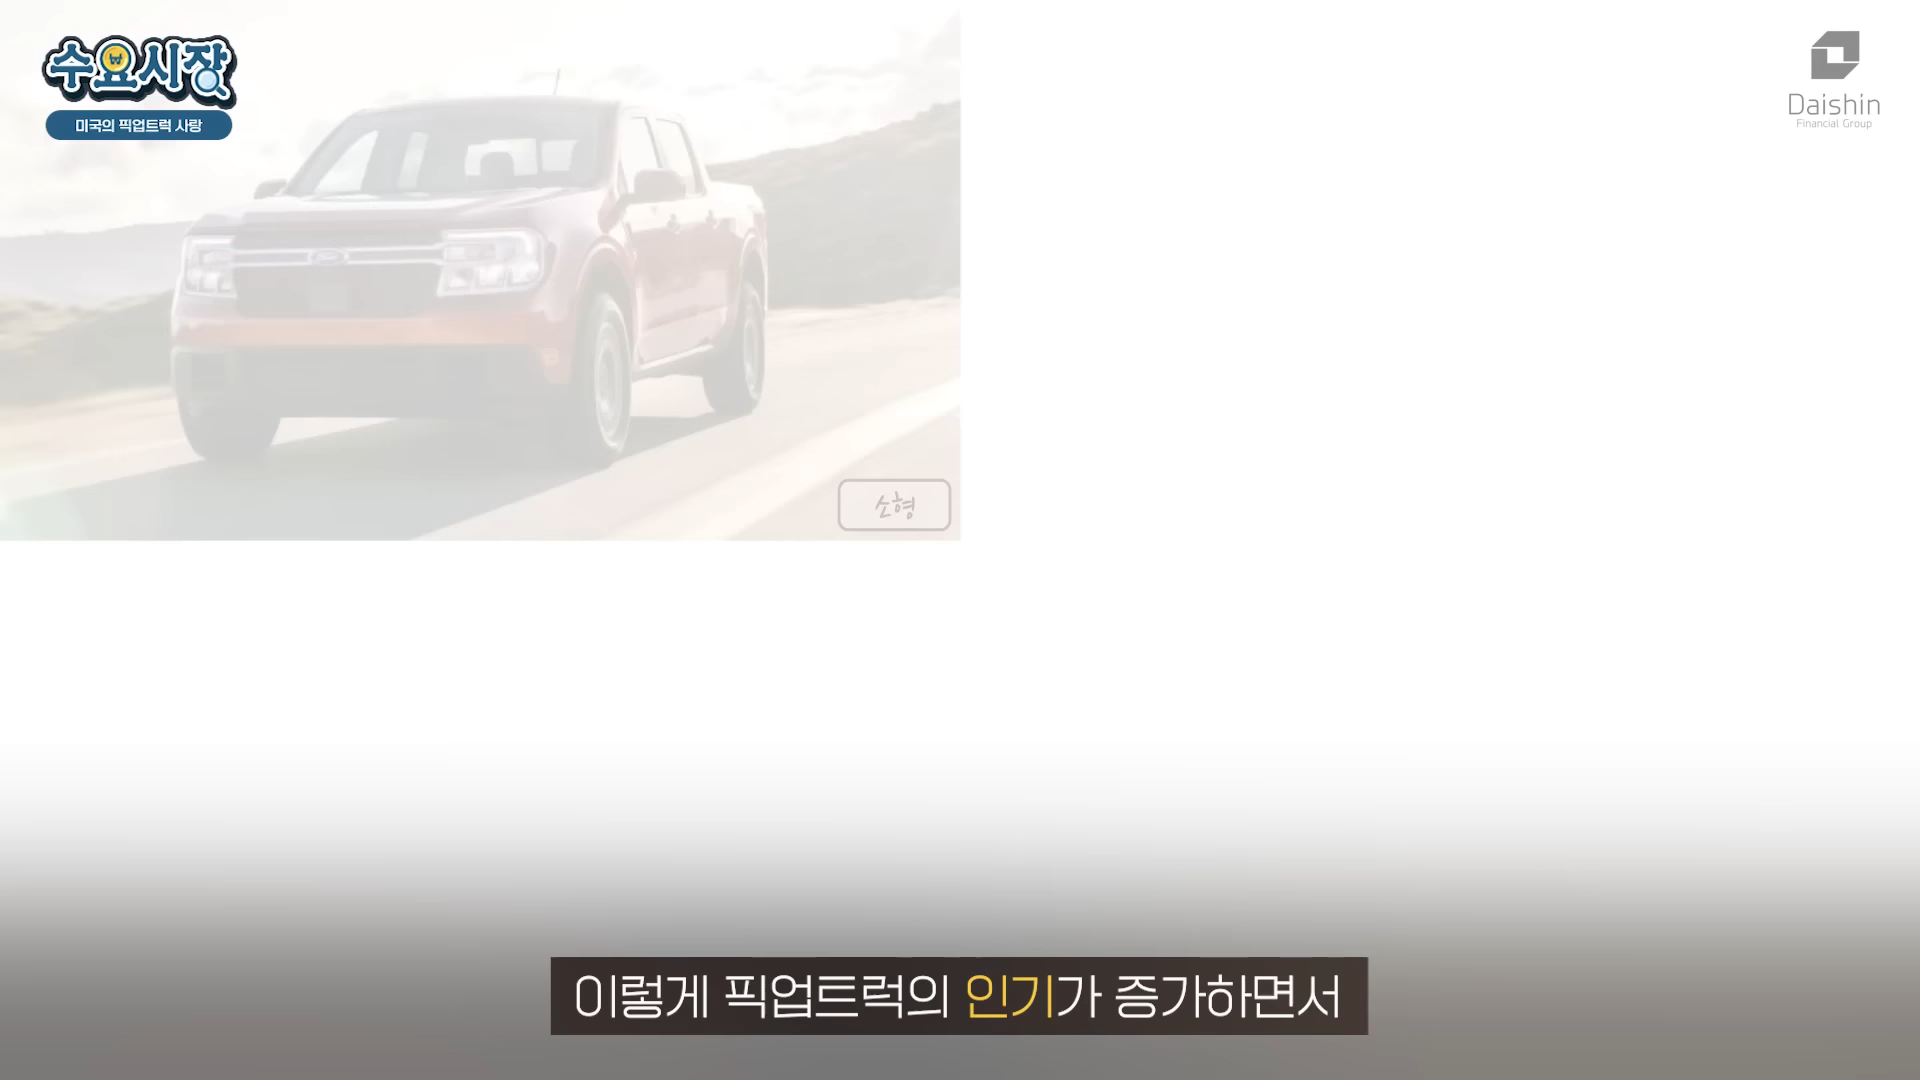 수요시장
미국의 픽업트럭 사랑
Daishin
Financial Group
소형
이렇게 픽업트럭의 인기가 증가하면서